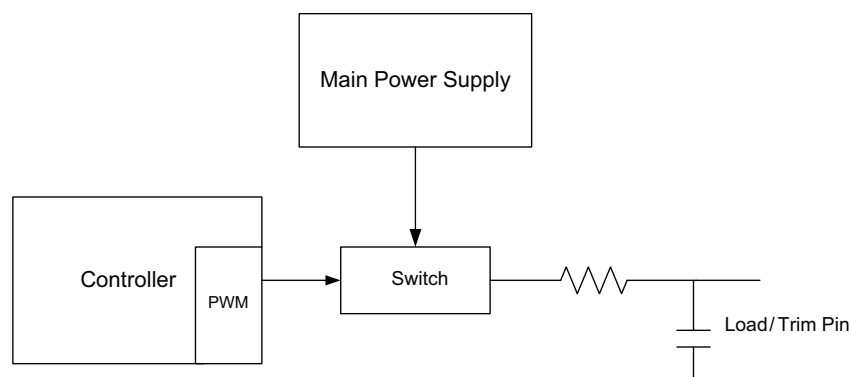 Main Power Supply
Controller
PWM
Switch
Load/Trim Pin